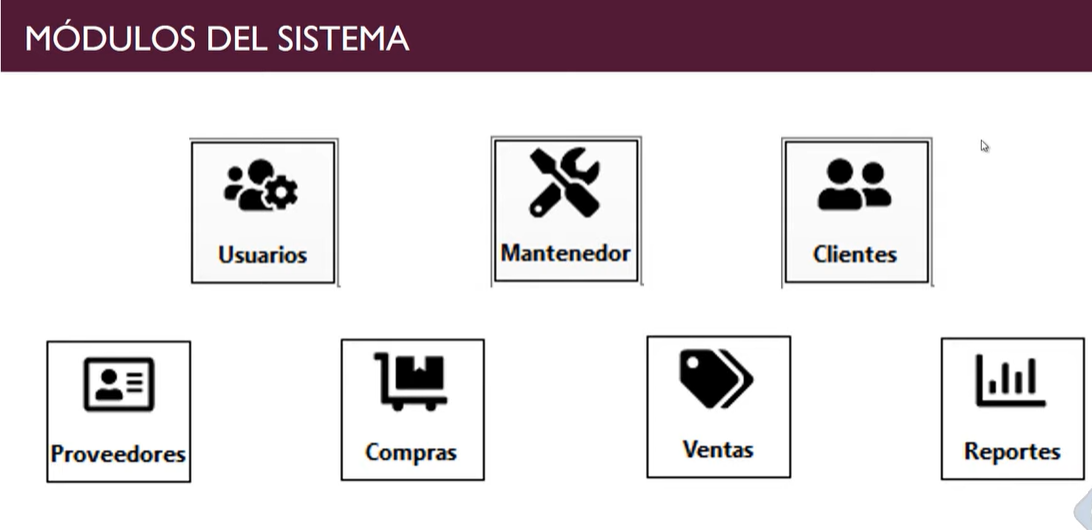 MÓDULOS DEL SISTEMA
Usuarios
Mantenedor
Clientes
Proveedores
Compras
Ventas
Reportes